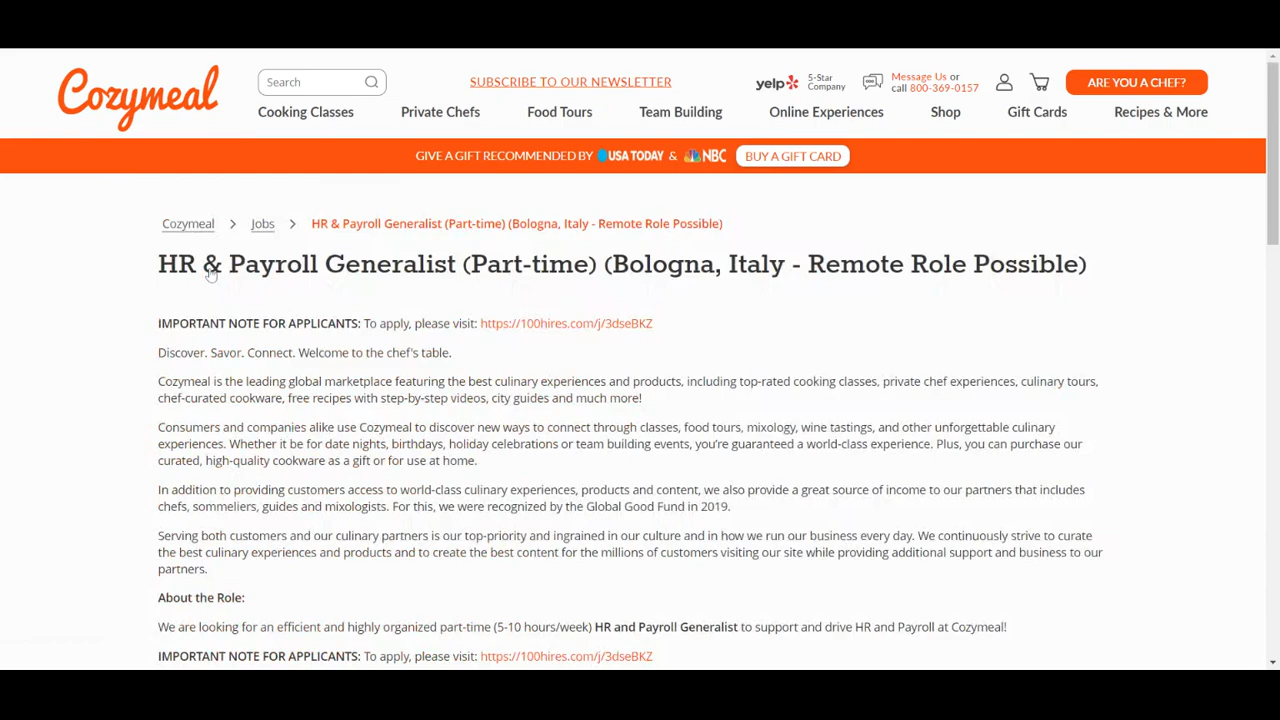 Cozymeal
Search
SUBSCRIBE TO OUR NEWSLETTER
yelp 5-Star Company
Message Us or
call 800-369-0157
ARE YOU A CHEF?
Cooking Classes Private Chefs Food Tours Team Building Online Experiences Shop Gift Cards Recipes & More
GIVE A GIFT RECOMMENDED BY USA TODAY & NBC BUY A GIFT CARD
Cozymeal > Jobs > HR & Payroll Generalist (Part-time) (Bologna, Italy - Remote Role Possible)
HR & Payroll Generalist (Part-time) (Bologna, Italy - Remote Role Possible)
IMPORTANT NOTE FOR APPLICANTS: To apply, please visit: https://100hires.com/j/3dseBKZ
Discover. Savor. Connect. Welcome to the chef's table.
Cozymeal is the leading global marketplace featuring the best culinary experiences and products, including top-rated cooking classes, private chef experiences, culinary tours,
chef-curated cookware, free recipes with step-by-step videos, city guides and much more!
Consumers and companies alike use Cozymeal to discover new ways to connect through classes, food tours, mixology, wine tastings, and other unforgettable culinary
experiences. Whether it be for date nights, birthdays, holiday celebrations or team building events, you're guaranteed a world-class experience. Plus, you can purchase our
curated, high-quality cookware as a gift or for use at home.
In addition to providing customers access to world-class culinary experiences, products and content, we also provide a great source of income to our partners that includes
chefs, sommeliers, guides and mixologists. For this, we were recognized by the Global Good Fund in 2019.
Serving both customers and our culinary partners is our top-priority and ingrained in our culture and in how we run our business every day. We continuously strive to curate
the best culinary experiences and products and to create the best content for the millions of customers visiting our site while providing additional support and business to our
partners.
About the Role:
We are looking for an efficient and highly organized part-time (5-10 hours/week) HR and Payroll Generalist to support and drive HR and Payroll at Cozymeal!
IMPORTANT NOTE FOR APPLICANTS: To apply, please visit: https://100hires.com/j/3dseBKZ